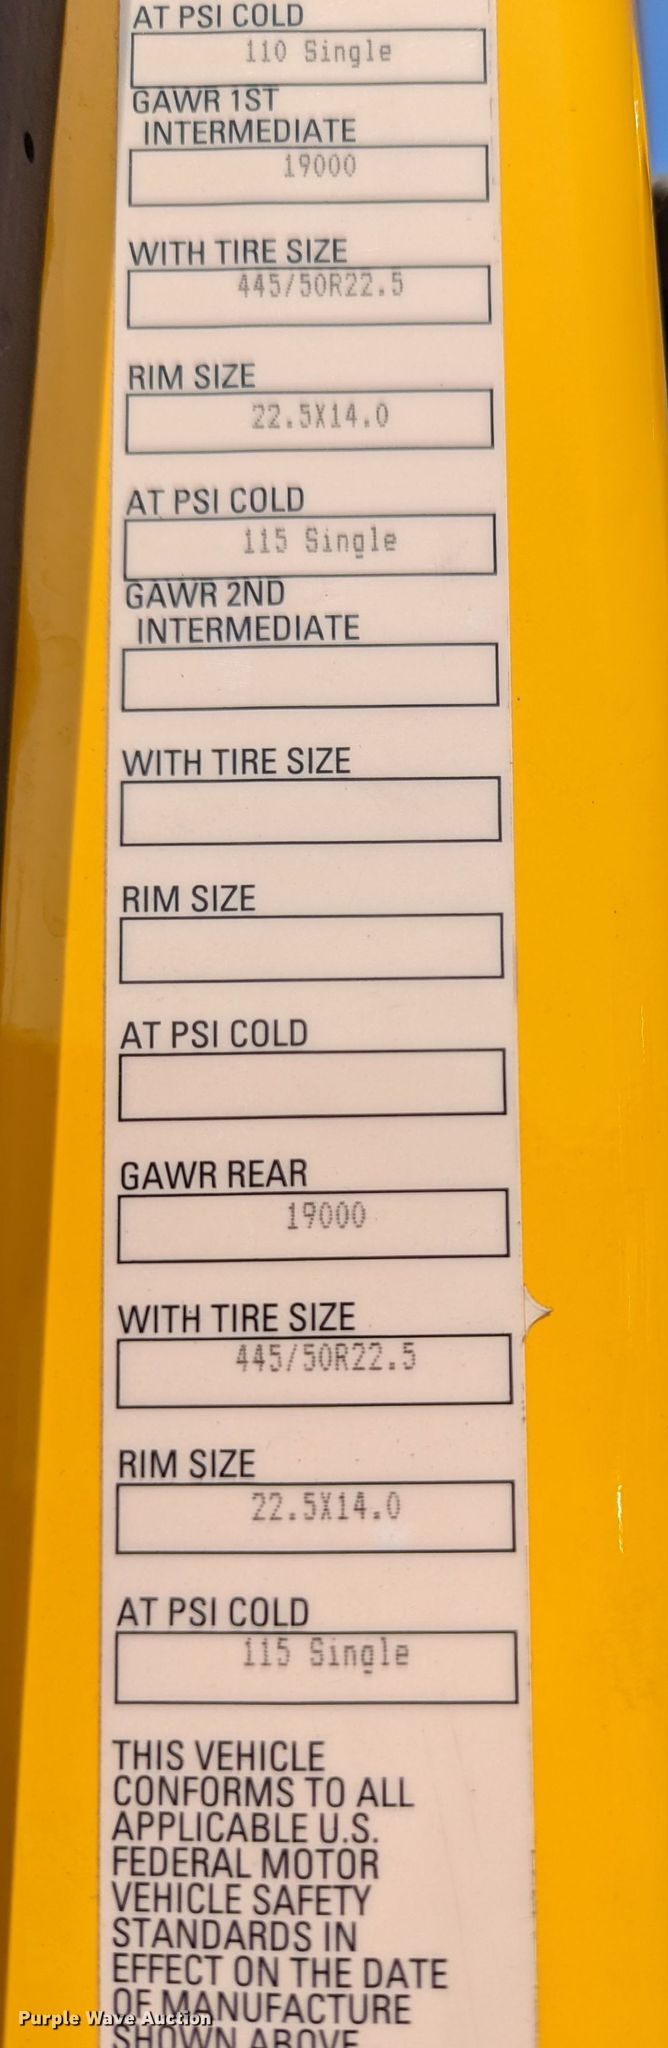 AT PSI COLD
110 Single
GAWR 1ST
INTERMEDIATE
19000
WITH TIRE SIZE
445/50R22.5
RIM SIZE
22.5X14.0
AT PSI COLD
115 Single
GAWR 2ND
INTERMEDIATE
WITH TIRE SIZE
RIM SIZE
AT PSI COLD
GAWR REAR
19000
WITH TIRE SIZE
445/50R22.5
RIM SIZE
22.5X14.0
AT PSI COLD
115 Single
THIS VEHICLE
CONFORMS TO ALL
APPLICABLE U.S.
FEDERAL MOTOR
VEHICLE SAFETY
STANDARDS IN
EFFECT ON THE DATE
OF MANUFACTURE
SHOWN ABOVE
Purple Wave Auction